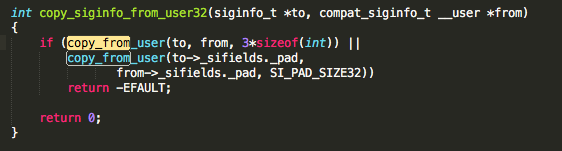 int copy_siginfo_from_user32(siginfo_t *to, compat_siginfo_t __user *from)
{
if (copy_from_user(to, from, 3*sizeof(int)) ||
copy_from_user(to->_sifields._pad,
from->_sifields._pad, SI_PAD_SIZE32))
return -EFAULT;
return 0;
}